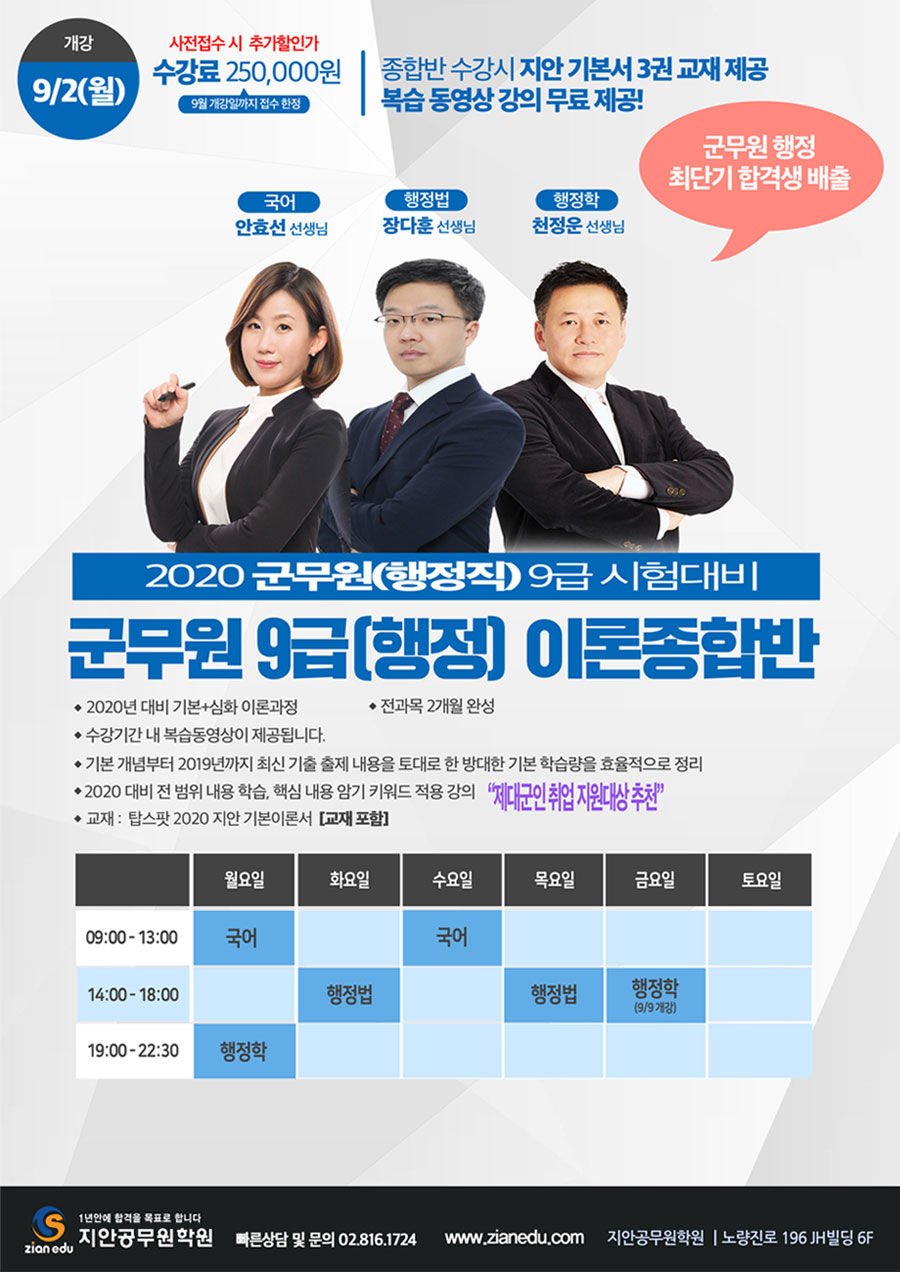 개강
9/2(월)
사전접수 시 추가할인가
수강료 250,000원
9월 개강일까지 접수 한정
종합반 수강시 지안 기본서 3권 교재 제공
복습 동영상 강의 무료 제공!
군무원 행정
최단기 합격생 배출
국어
안효선 선생님
행정법
장다훈 선생님
행정학
천정운 선생님
2020 군무원(행정직) 9급 시험대비
군무원 9급(행정) 이론종합반
◆ 2020년 대비 기본+심화 이론과정 ◆ 전과목 2개월 완성
◆ 수강기간 내 복습동영상이 제공됩니다.
◆ 기본 개념부터 2019년까지 최신 기출 출제 내용을 토대로 한 방대한 기본 학습량을 효율적으로 정리
◆ 2020 대비 전 범위 내용 학습, 핵심 내용 암기 키워드 적용 강의 “제대군인 취업 지원대상 추천”
◆ 교재 : 탑스팟 2020 지안 기본이론서 [교재 포함]
월요일 화요일 수요일 목요일 금요일 토요일
09:00 - 13:00 국어 국어
14:00 - 18:00 행정법 행정법 행정학
(9/9 개강)
19:00 - 22:30 행정학
zian edu
1년안에 합격을 목표로 합니다
지안공무원학원
빠른상담 및 문의 02.816.1724
www.zianedu.com
지안공무원학원 | 노량진로 196 JH빌딩 6F